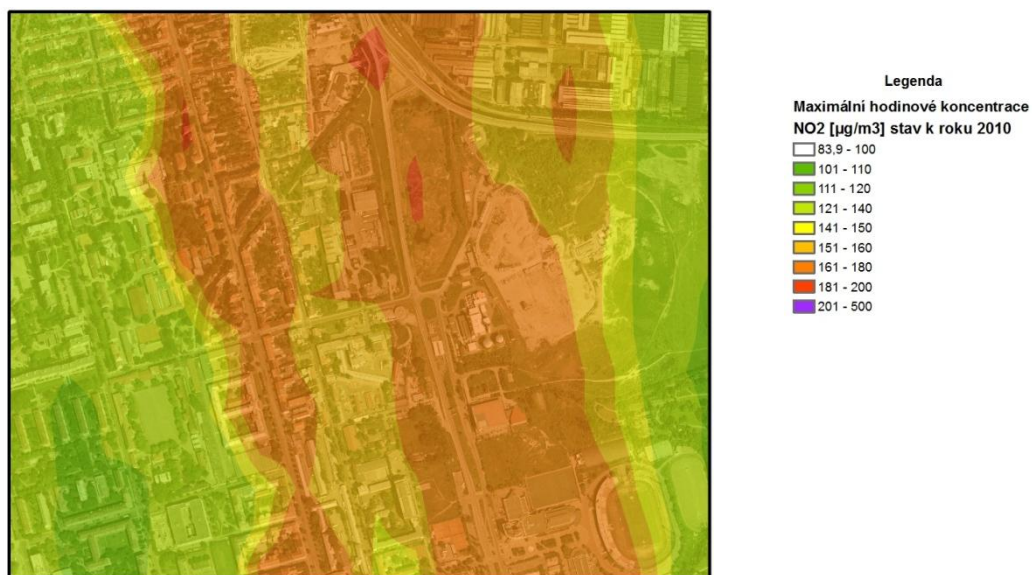 Legenda
Maximální hodinové koncentrace
NO2 [µg/m3] stav k roku 2010
83,9 - 100
101 - 110
111 - 120
121 - 140
141 - 150
151 - 160
161 - 180
181 - 200
201 - 500